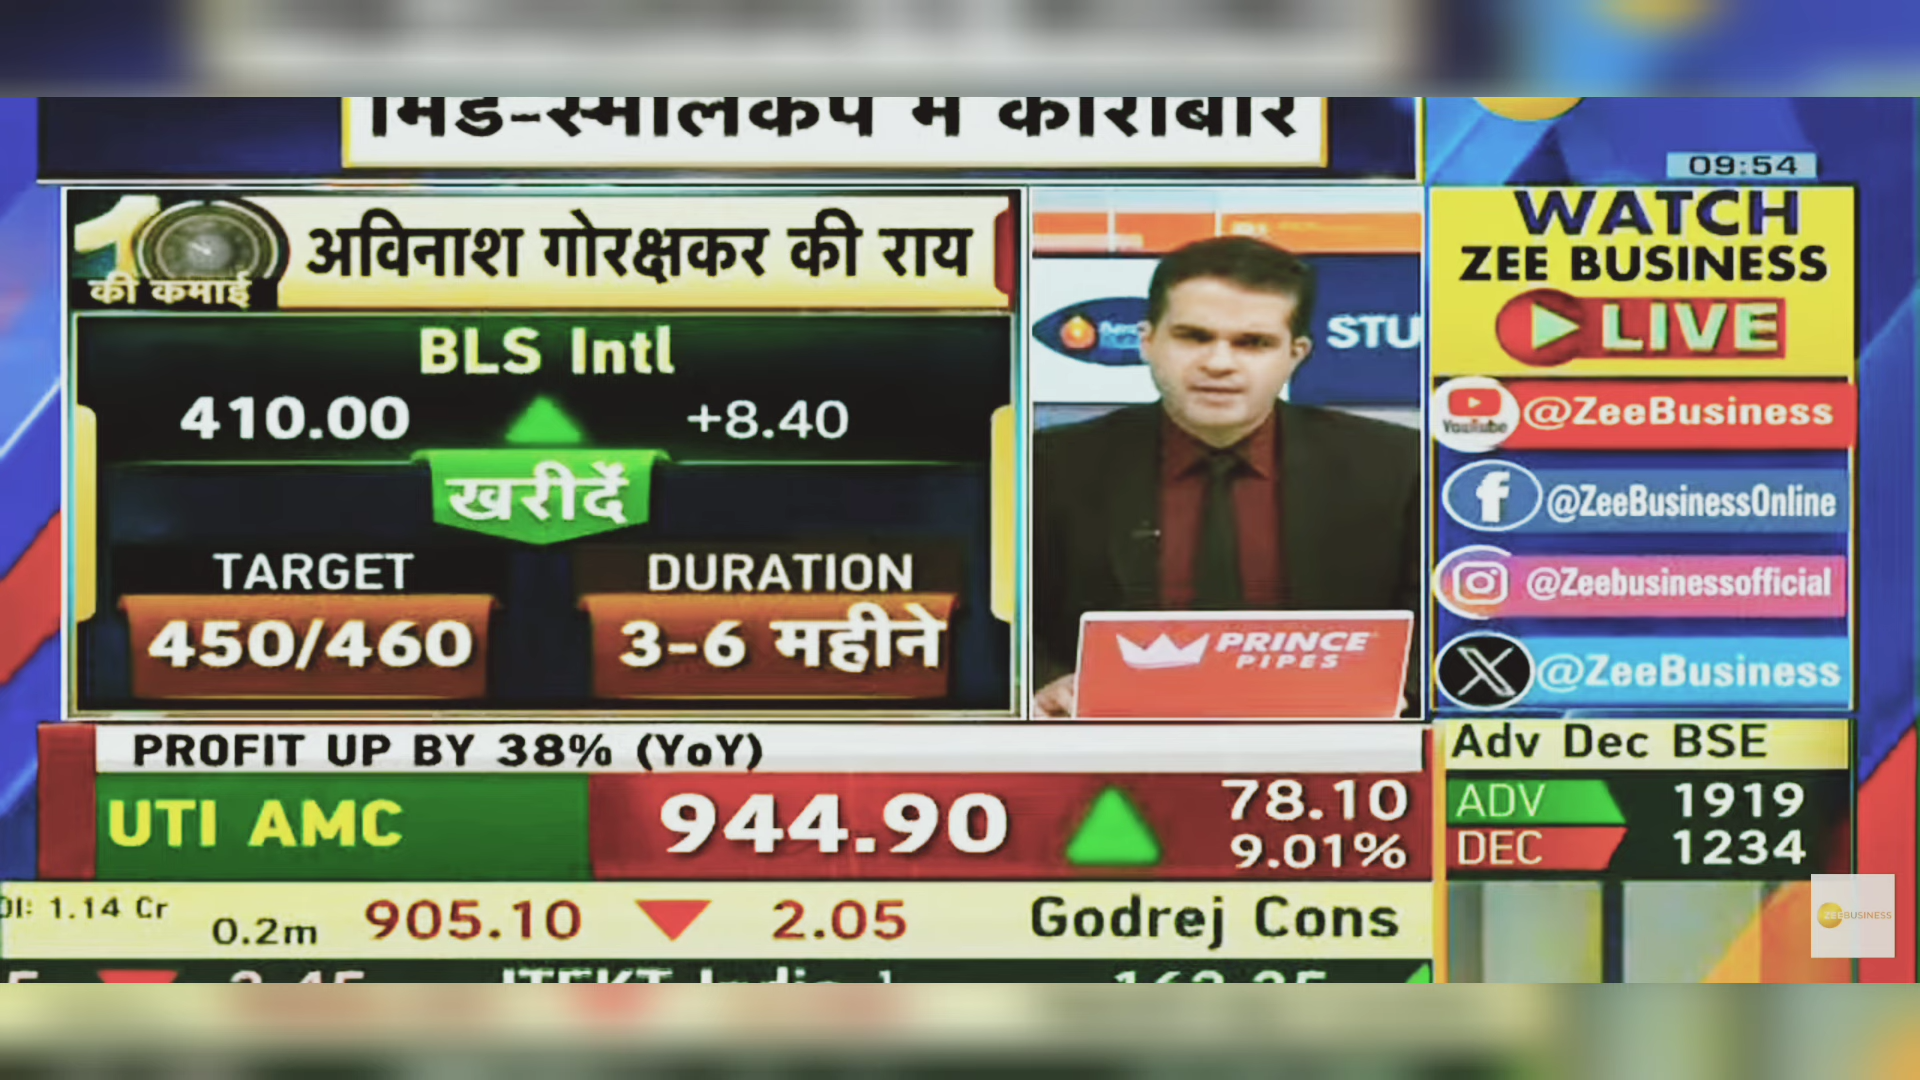 मिड-स्मॉलकैप में कारोबार
09:54
1
की कमाई
अविनाश गोरक्षकर की राय
BLS Intl
410.00 +8.40
खरीदें
TARGET DURATION
450/460 3-6 महीने
STU
PRINCE
PIPES
WATCH
ZEE BUSINESS
LIVE
YouTube @ZeeBusiness
f @ZeeBusinessOnline
@Zeebusinessofficial
X @ZeeBusiness
PROFIT UP BY 38% (YoY)
UTI AMC 944.90 78.10
9.01%
Adv Dec BSE
ADV 1919
DEC 1234
OI: 1.14 Cr 0.2m 905.10 2.05 Godrej Cons
ZEEBUSINESS